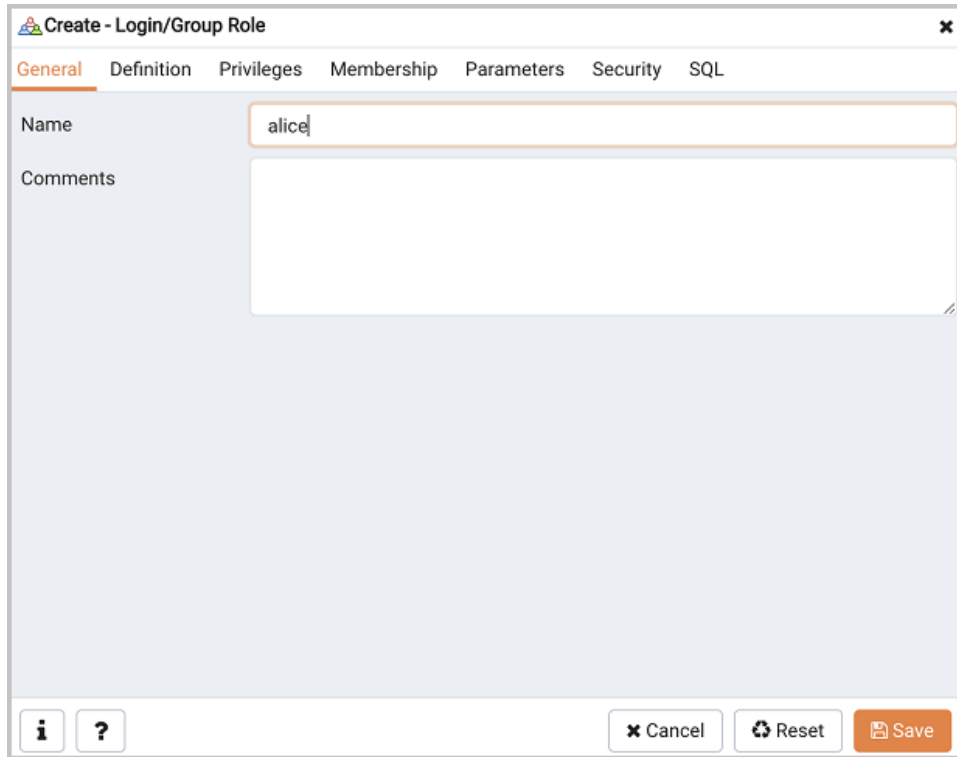 Create - Login/Group Role
General Definition Privileges Membership Parameters Security SQL
Name alice
Comments
i ? Cancel Reset Save